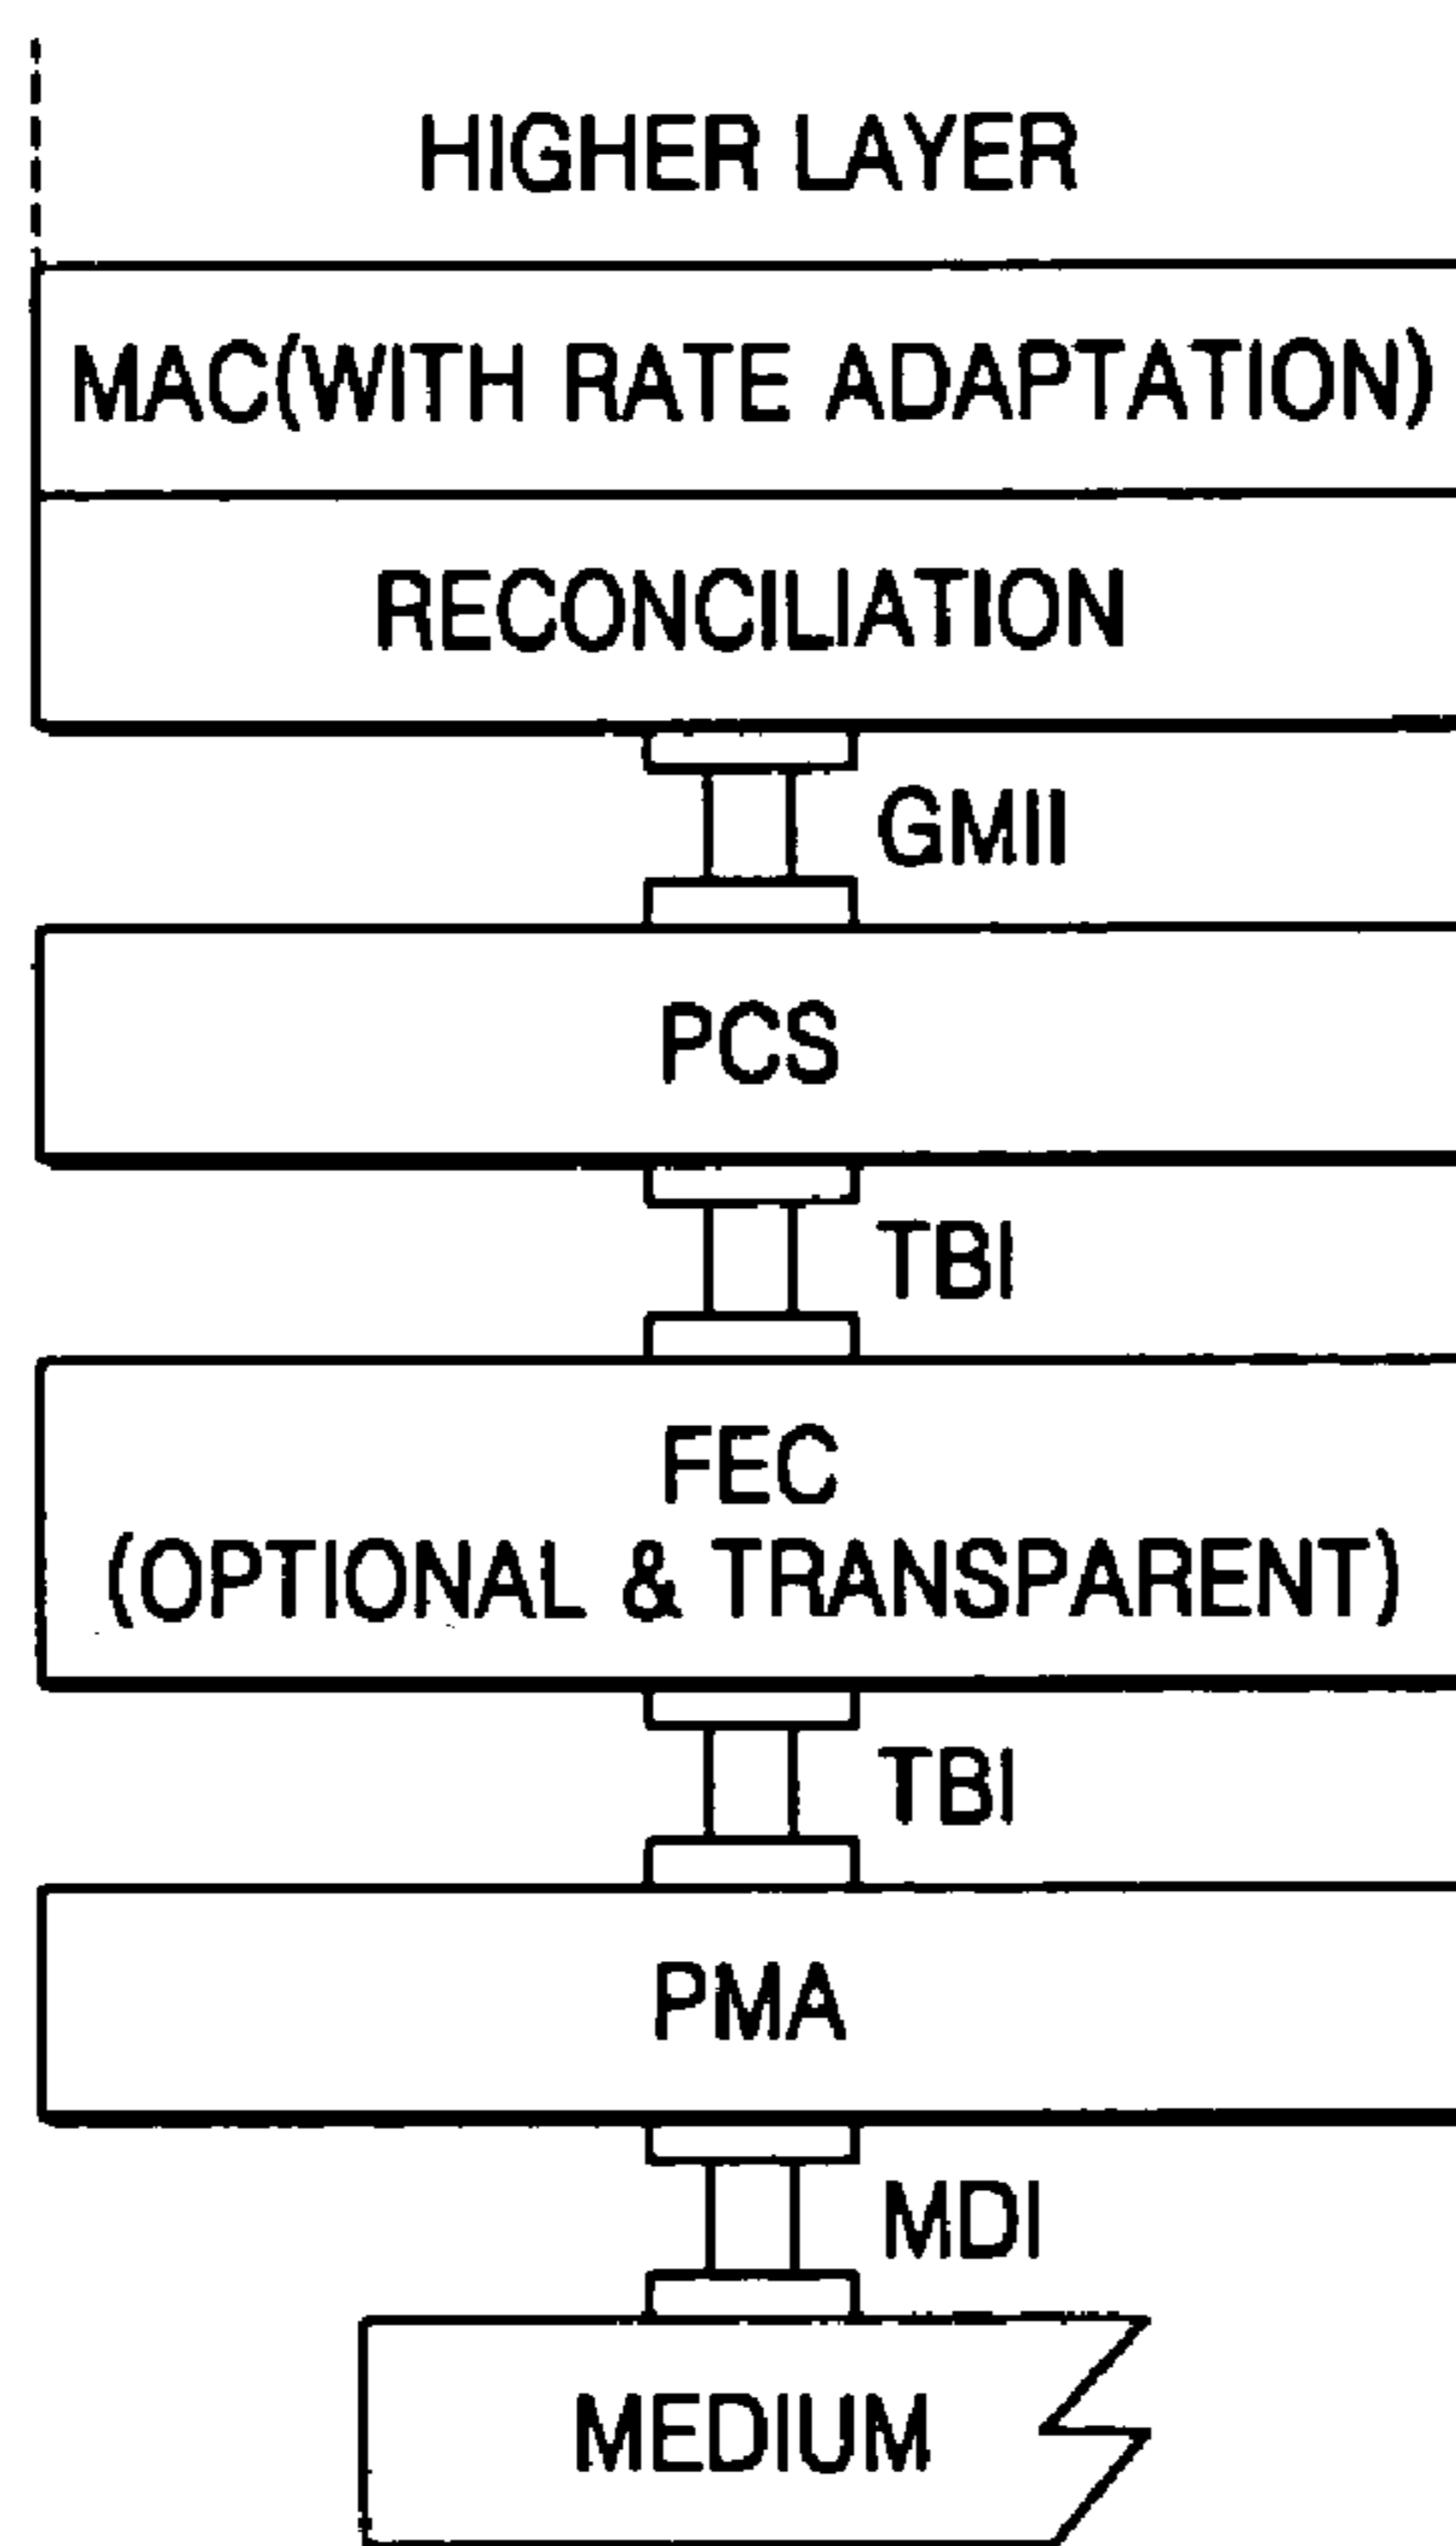 HIGHER LAYER
MAC(WITH RATE ADAPTATION)
RECONCILIATION
GMII
PCS
TBI
FEC
(OPTIONAL & TRANSPARENT)
TBI
PMA
MDI
MEDIUM